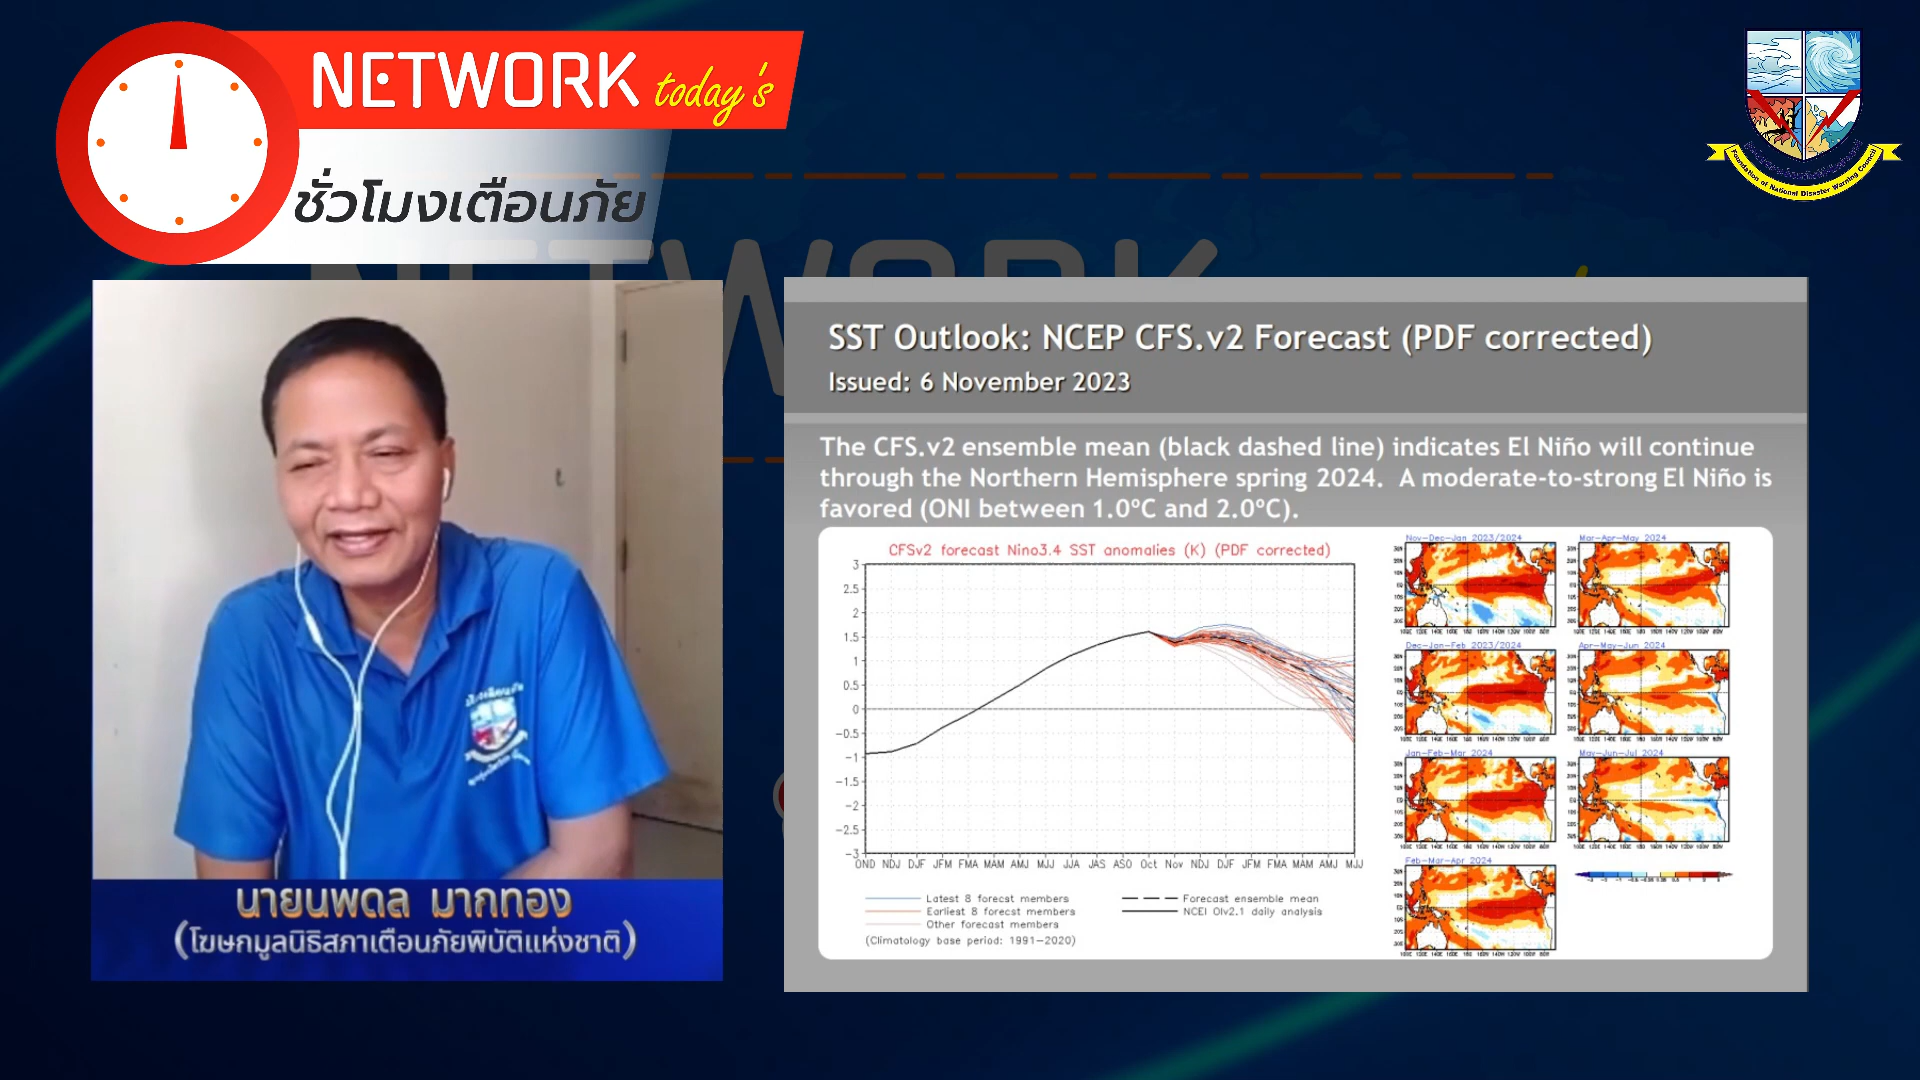 NETWORK today's
ชั่วโมงเตือนภัย
Foundation of National Disaster Warning Council
SST Outlook: NCEP CFS.v2 Forecast (PDF corrected)
Issued: 6 November 2023
The CFS.v2 ensemble mean (black dashed line) indicates El Niño will continue
through the Northern Hemisphere spring 2024. A moderate-to-strong El Niño is
favored (ONI between 1.0ºC and 2.0ºC).
CFSv2 forecast Nino3.4 SST anomalies (K) (PDF corrected)
3
2.5
2
1.5
1
0.5
0
-0.5
-1
-1.5
-2
-2.5
-3
OND NDJ DJF JFM FMA MAM AMJ MJJ JJA JAS ASO Oct Nov NDJ DJF JFM FMA MAM AMJ MJJ
Latest 8 forecst members
Earliest 8 forecst members
Other forecast members
(Climatology base period: 1991-2020)
Forecast ensemble mean
NCEI OIv2.1 daily analysis
Nov-Dec-Jan 2023/2024
Mar-Apr-May 2024
Dec-Jan-Feb 2023/2024
Apr-May-Jun 2024
Jan-Feb-Mar 2024
May-Jun-Jul 2024
Feb-Mar-Apr 2024
นายนพดล มากทอง
(โฆษกมูลนิธิสภาเตือนภัยพิบัติแห่งชาติ)